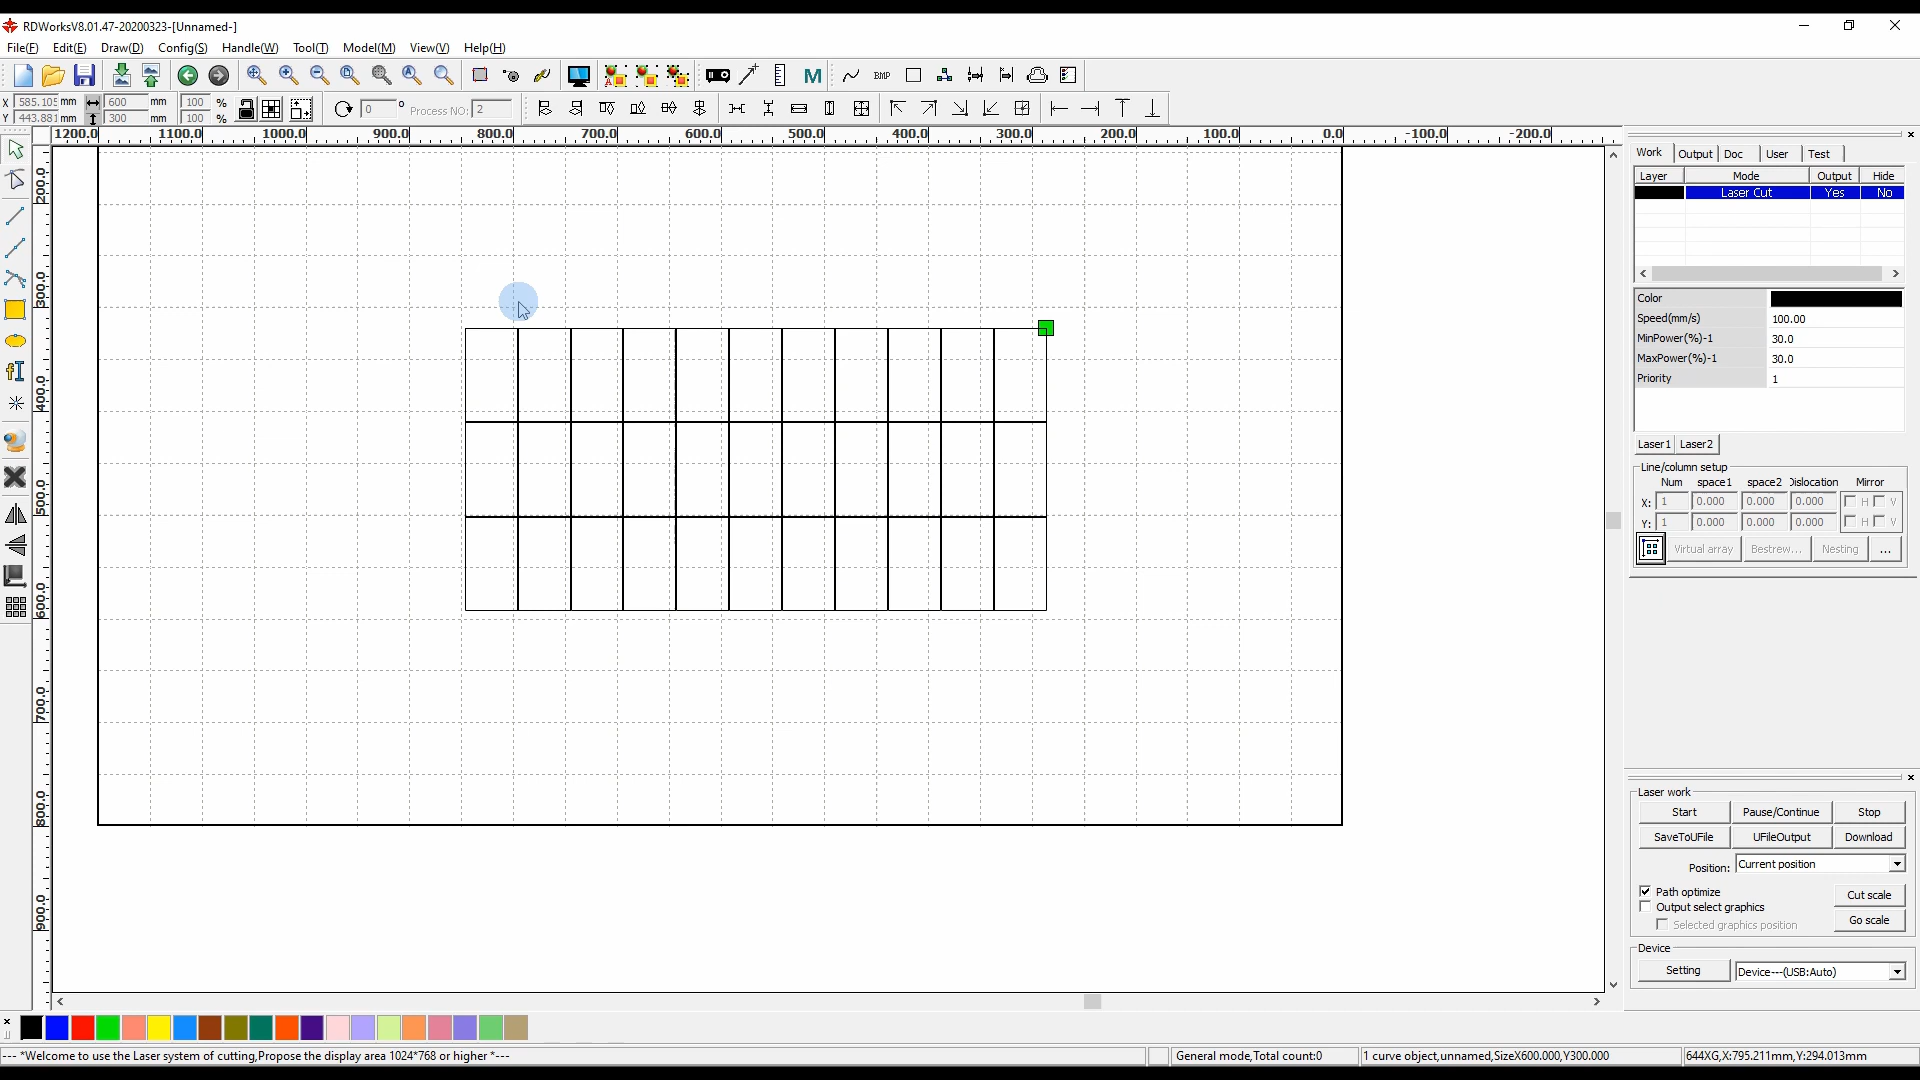 RDWorksV8.01.47-20200323-[Unnamed-]
File(F) Edit(E) Draw(D) Config(S) Handle(W) Tool(T) Model(M) View(V) Help(H)
BMP
X 585.105 mm 600 mm 100 % 0 ° Process NO: 2
Y 443.881 mm 300 mm 100 %
1200.0 1100.0 1000.0 900.0 800.0 700.0 600.0 500.0 400.0 300.0 200.0 100.0 0.0 -100.0 -200.0
200.0
300.0
400.0
500.0
600.0
700.0
800.0
900.0
Work Output Doc User Test
Layer Mode Output Hide
Laser Cut Yes No
Color
Speed(mm/s) 100.00
MinPower(%)-1 30.0
MaxPower(%)-1 30.0
Priority 1
Laser1 Laser2
Line/column setup
Num space1 space2 Dislocation Mirror
X: 1 0.000 0.000 0.000 H V
Y: 1 0.000 0.000 0.000 H V
Virtual array Bestrew... Nesting ...
Laser work
Start Pause/Continue Stop
SaveToUFile UFileOutput Download
Position: Current position
Path optimize Cut scale
Output select graphics
Selected graphics position Go scale
Device
Setting Device---(USB:Auto)
--- *Welcome to use the Laser system of cutting,Propose the display area 1024*768 or higher *--- General mode,Total count:0 1 curve object,unnamed,SizeX600.000,Y300.000 644XG,X:795.211mm,Y:294.013mm